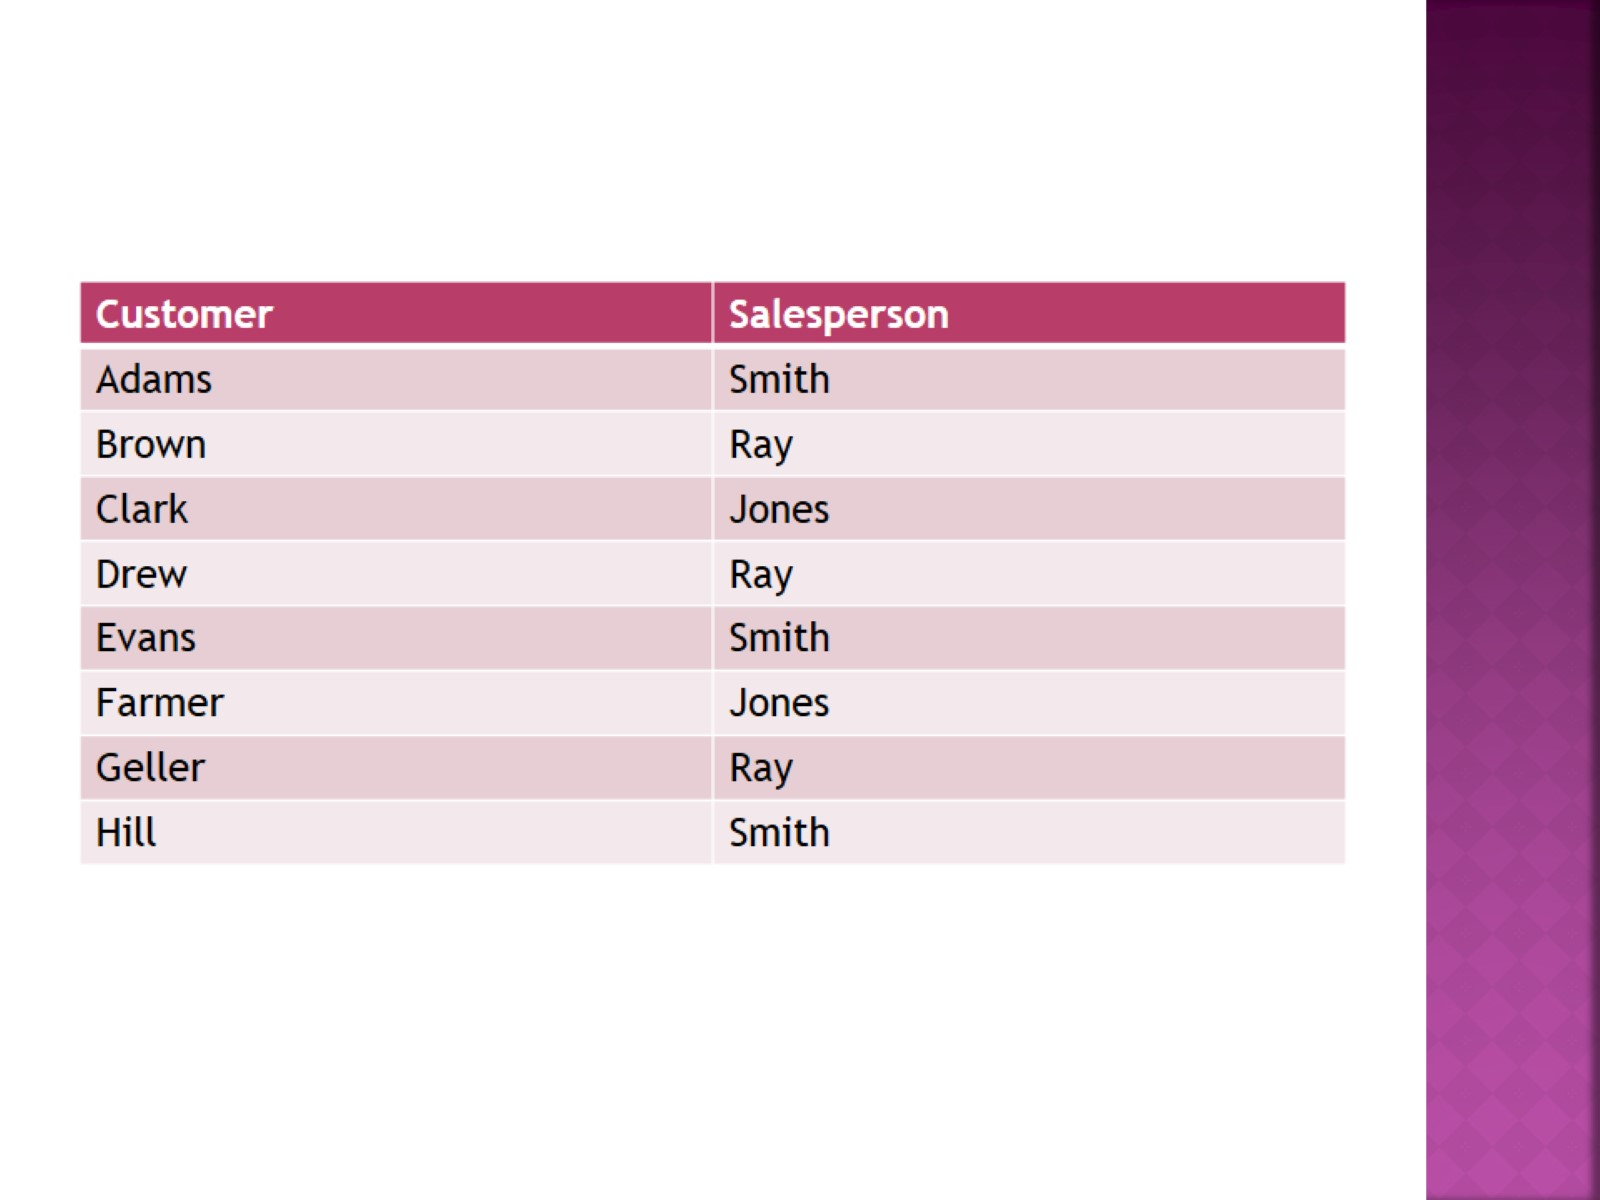 Customer Salesperson
Adams Smith
Brown Ray
Clark Jones
Drew Ray
Evans Smith
Farmer Jones
Geller Ray
Hill Smith